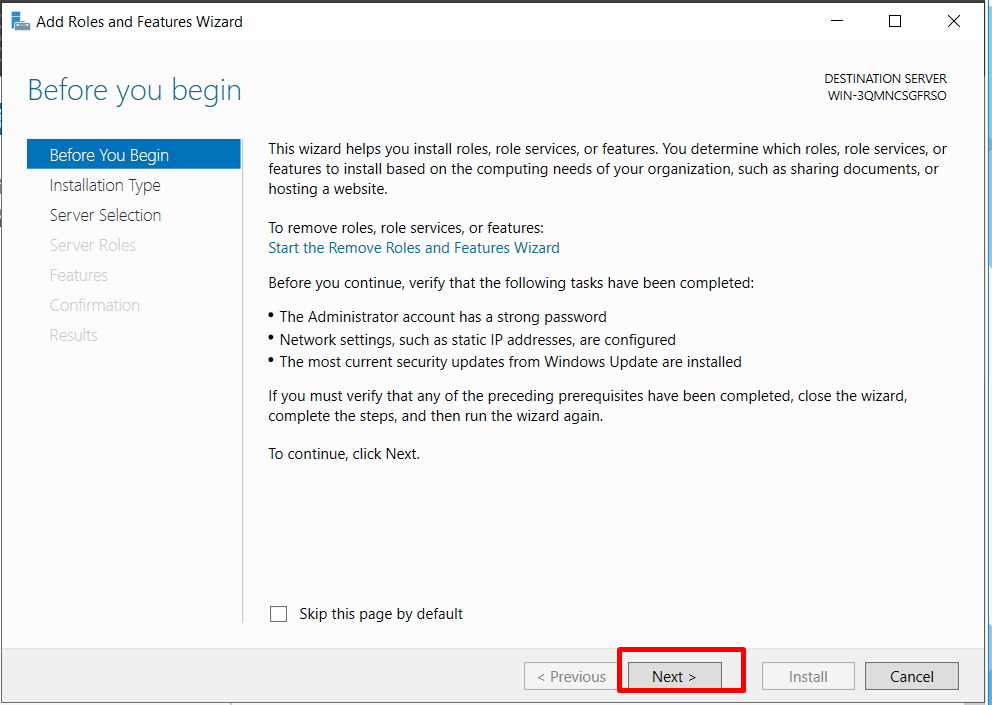 Add Roles and Features Wizard
Before you begin
DESTINATION SERVER
WIN-3QMNCSGFRSO
Before You Begin
Installation Type
Server Selection
Server Roles
Features
Confirmation
Results
This wizard helps you install roles, role services, or features. You determine which roles, role services, or
features to install based on the computing needs of your organization, such as sharing documents, or
hosting a website.
To remove roles, role services, or features:
Start the Remove Roles and Features Wizard
Before you continue, verify that the following tasks have been completed:
• The Administrator account has a strong password
• Network settings, such as static IP addresses, are configured
• The most current security updates from Windows Update are installed
If you must verify that any of the preceding prerequisites have been completed, close the wizard,
complete the steps, and then run the wizard again.
To continue, click Next.
Skip this page by default
< Previous
Next >
Install
Cancel